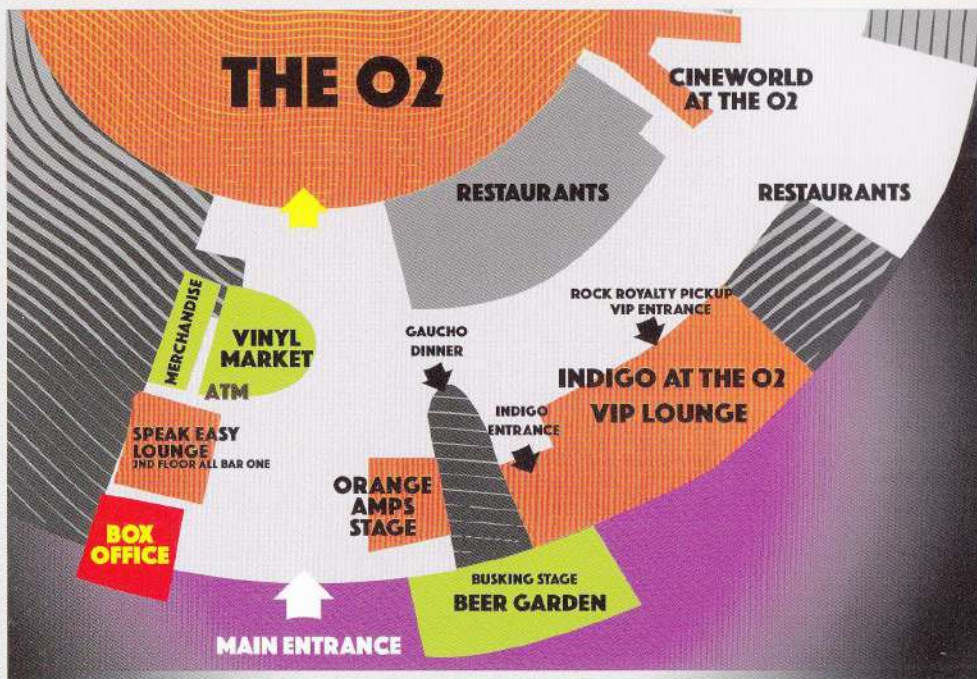 THE O2
CINEWORLD
AT THE O2
RESTAURANTS
RESTAURANTS
ROCK ROYALTY PICKUP
VIP ENTRANCE
MERCHANDISE
VINYL
MARKET
ATM
GAUCHO
DINNER
INDIGO AT THE O2
VIP LOUNGE
INDIGO
ENTRANCE
SPEAK EASY
LOUNGE
2ND FLOOR ALL BAR ONE
ORANGE
AMPS
STAGE
BOX
OFFICE
BUSKING STAGE
BEER GARDEN
MAIN ENTRANCE